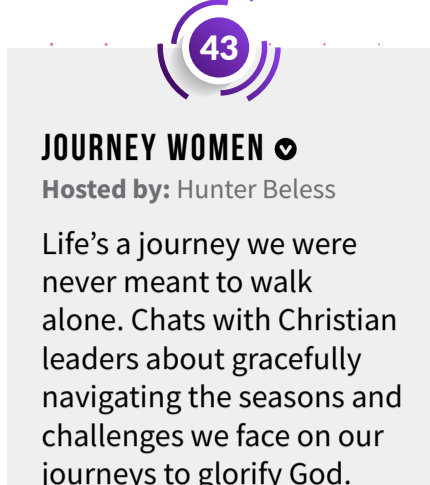 43
JOURNEY WOMEN
Hosted by: Hunter Beless
Life’s a journey we were
never meant to walk
alone. Chats with Christian
leaders about gracefully
navigating the seasons and
challenges we face on our
journeys to glorify God.